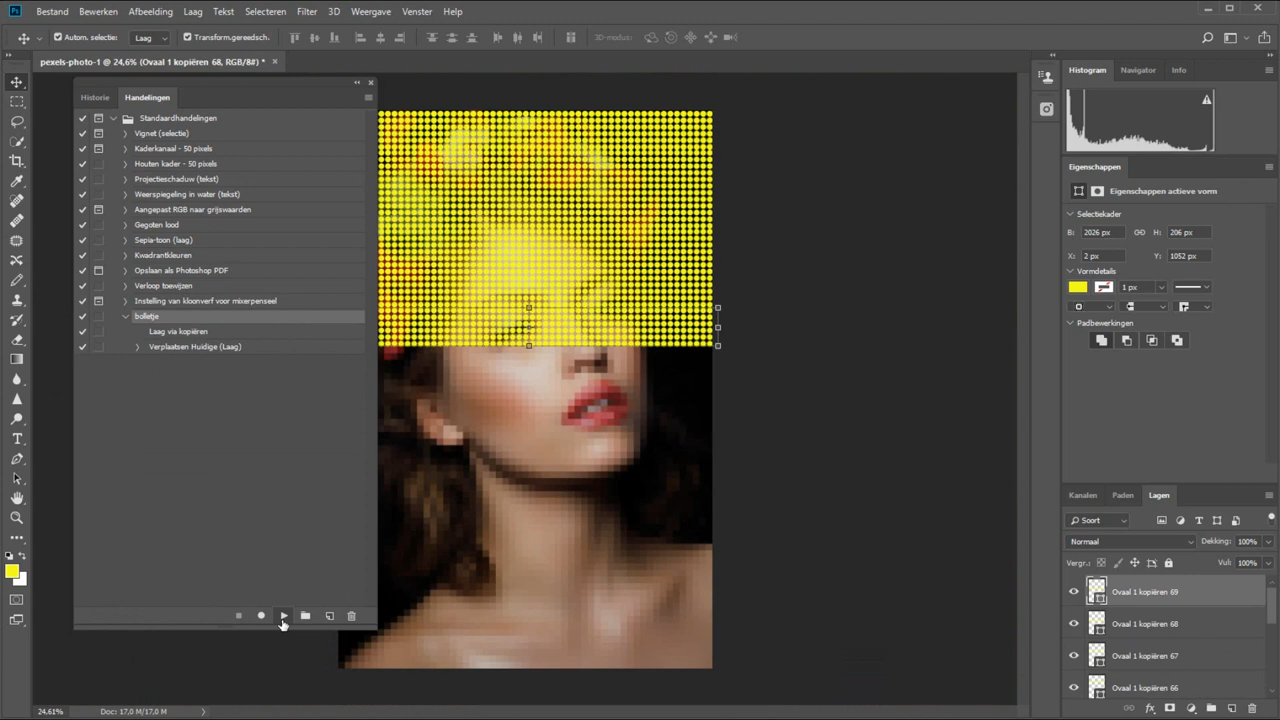 Ps Bestand Bewerken Afbeelding Laag Tekst Selecteren Filter 3D Weergave Venster Help
Autom. selectie: Laag Transform.gereedsch. 3D-modus:
pexels-photo-1 @ 24,6% (Ovaal 1 kopiëren 68, RGB/8#) *
Historie Handelingen
Standaardhandelingen
Vignet (selectie)
Kaderkanaal - 50 pixels
Houten kader - 50 pixels
Projectieschaduw (tekst)
Weerspiegeling in water (tekst)
Aangepast RGB naar grijswaarden
Gegoten lood
Sepia-toon (laag)
Kwadrantkleuren
Opslaan als Photoshop PDF
Verloop toewijzen
Instelling van kloonverf voor mixerpenseel
bolletje
Laag via kopiëren
Verplaatsen Huidige (Laag)
Histogram Navigator Info
Eigenschappen
Eigenschappen actieve vorm
Selectiekader
B: 2026 px H: 206 px
X: 2 px Y: 1052 px
Vormdetails
1 px
Padbewerkingen
Kanalen Paden Lagen
Soort
Normaal Dekking: 100%
Vergr.: Vul: 100%
Ovaal 1 kopiëren 69
Ovaal 1 kopiëren 68
Ovaal 1 kopiëren 67
Ovaal 1 kopiëren 66
24,61% Doc: 17,0 M/17,0 M